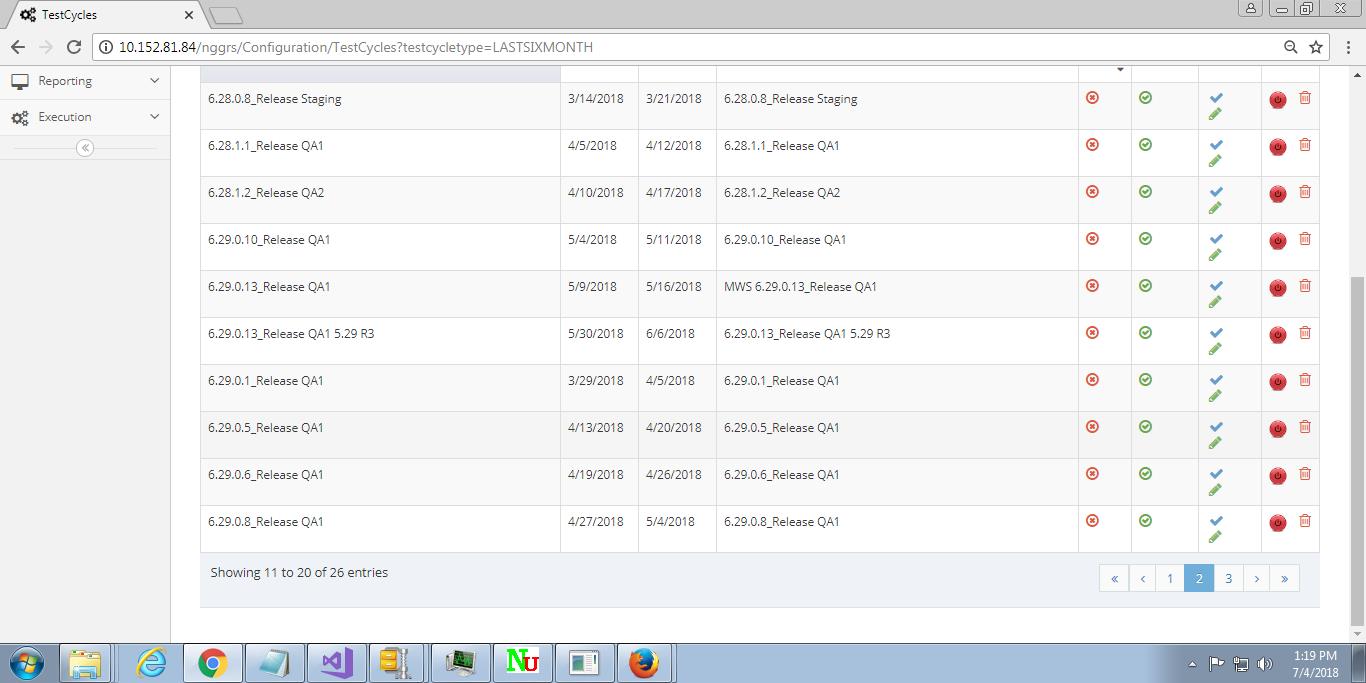 TestCycles
10.152.81.84/nggrs/Configuration/TestCycles?testcycletype=LASTSIXMONTH
Reporting
Execution
6.28.0.8_Release Staging 3/14/2018 3/21/2018 6.28.0.8_Release Staging
6.28.1.1_Release QA1 4/5/2018 4/12/2018 6.28.1.1_Release QA1
6.28.1.2_Release QA2 4/10/2018 4/17/2018 6.28.1.2_Release QA2
6.29.0.10_Release QA1 5/4/2018 5/11/2018 6.29.0.10_Release QA1
6.29.0.13_Release QA1 5/9/2018 5/16/2018 MWS 6.29.0.13_Release QA1
6.29.0.13_Release QA1 5.29 R3 5/30/2018 6/6/2018 6.29.0.13_Release QA1 5.29 R3
6.29.0.1_Release QA1 3/29/2018 4/5/2018 6.29.0.1_Release QA1
6.29.0.5_Release QA1 4/13/2018 4/20/2018 6.29.0.5_Release QA1
6.29.0.6_Release QA1 4/19/2018 4/26/2018 6.29.0.6_Release QA1
6.29.0.8_Release QA1 4/27/2018 5/4/2018 6.29.0.8_Release QA1
Showing 11 to 20 of 26 entries « ‹ 1 2 3 › »
NU
1:19 PM
7/4/2018